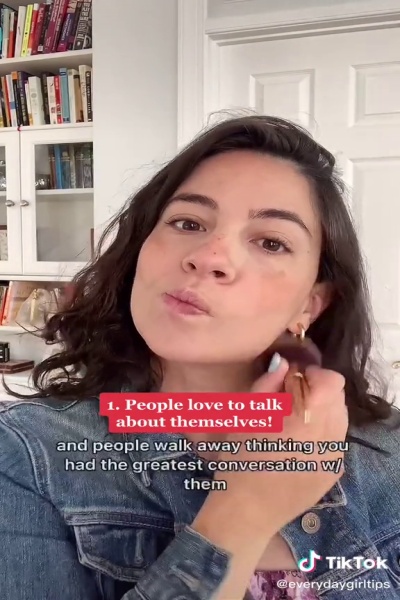 1. People love to talk
about themselves!
and people walk away thinking you
had the greatest conversation w/
them
TikTok
@everydaygirltips